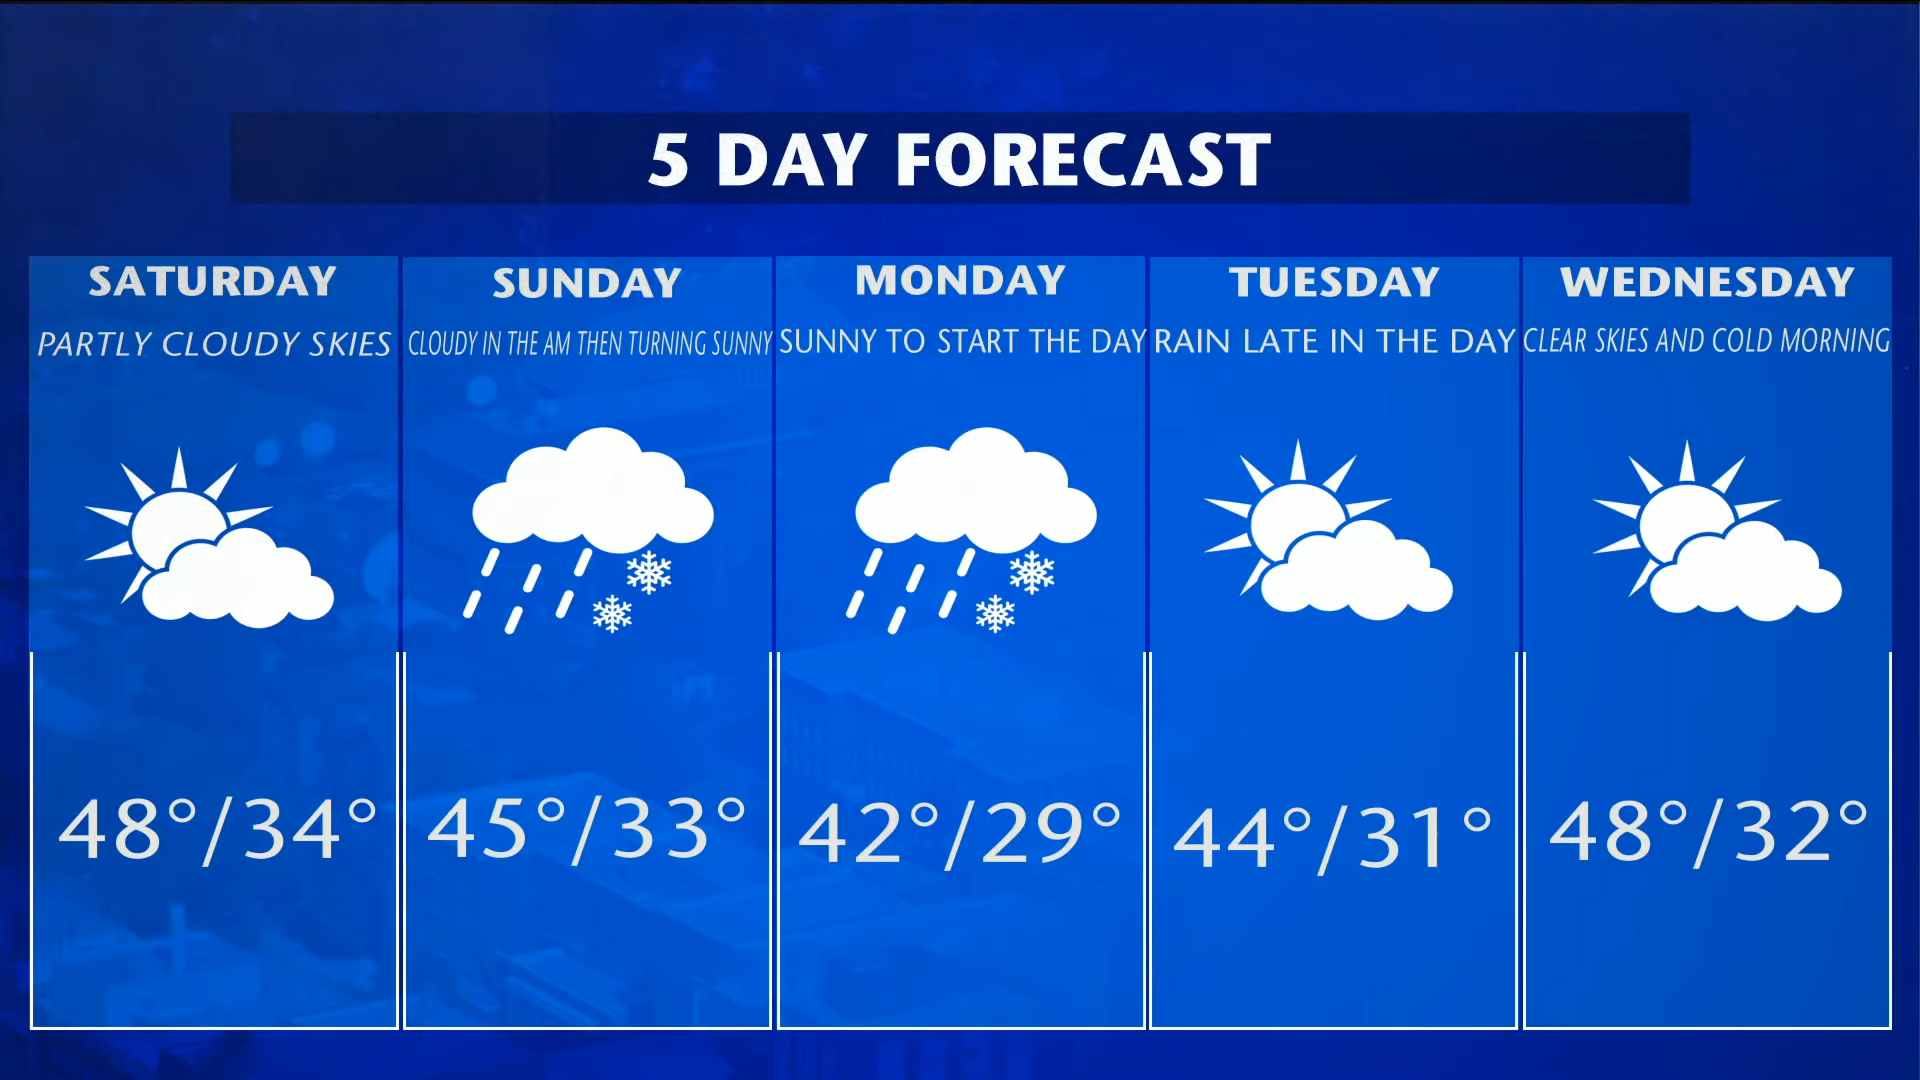 5 DAY FORECAST
SATURDAY
PARTLY CLOUDY SKIES
48°/34°
SUNDAY
CLOUDY IN THE AM THEN TURNING SUNNY
45°/33°
MONDAY
SUNNY TO START THE DAY
42°/29°
TUESDAY
RAIN LATE IN THE DAY
44°/31°
WEDNESDAY
CLEAR SKIES AND COLD MORNING
48°/32°